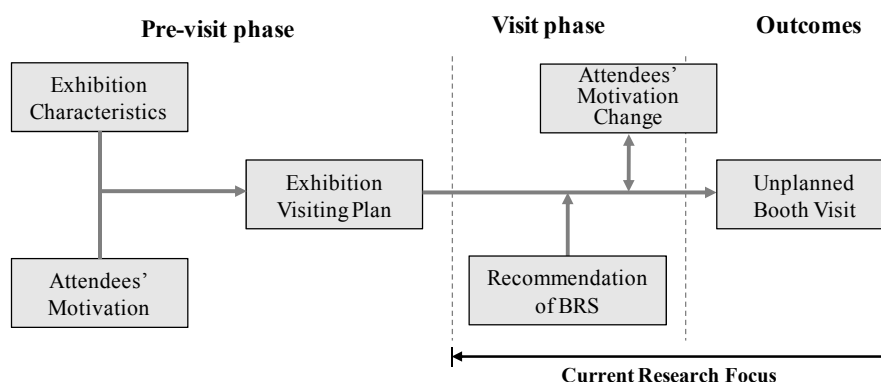 Pre-visit phase
Visit phase
Outcomes
Exhibition
Characteristics
Attendees'
Motivation
Change
Exhibition
Visiting Plan
Unplanned
Booth Visit
Attendees'
Motivation
Recommendation
of BRS
Current Research Focus